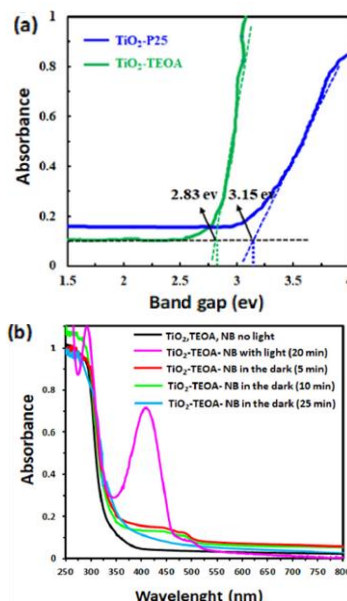 (a)
TiO2-P25
TiO2-TEOA
1
0.8
0.6
0.4
0.2
0
Absorbance
2.83 ev
3.15 ev
1.5
2
2.5
3
3.5
4
Band gap (ev)
(b)
TiO2,TEOA, NB no light
TiO2-TEOA- NB with light (20 min)
TiO2-TEOA- NB in the dark (5 min)
TiO2-TEOA- NB in the dark (10 min)
TiO2-TEOA- NB in the dark (25 min)
1
0.8
0.6
0.4
0.2
0
Absorbance
250
300
350
400
450
500
550
600
650
700
750
800
Wavelenght (nm)